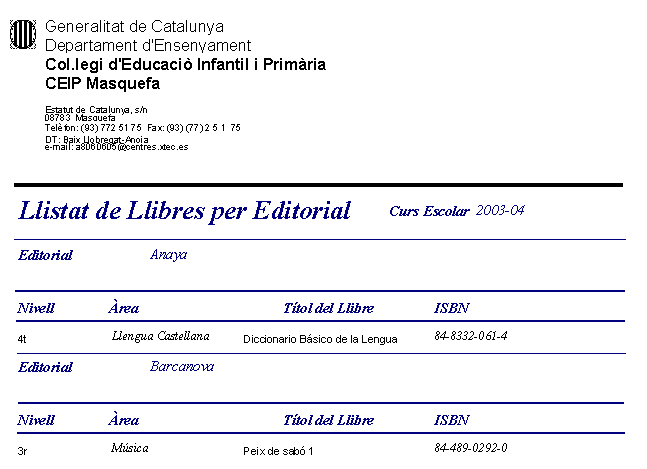 Generalitat de Catalunya
Departament d'Ensenyament
Col.legi d'Educació Infantil i Primària
CEIP Masquefa
Estatut de Catalunya, s/n
08783 Masquefa
Telèfon: (93) 772 51 75 Fax: (93) (77) 2 5 1 75
DT: Baix Llobregat-Anoia
e-mail: a8060605@centres.xtec.es
Llistat de Llibres per Editorial Curs Escolar 2003-04
Editorial Anaya
Nivell Àrea Títol del Llibre ISBN
4t Llengua Castellana Diccionario Básico de la Lengua 84-8332-061-4
Editorial Barcanova
Nivell Àrea Títol del Llibre ISBN
3r Música Peix de sabó 1 84-489-0292-0